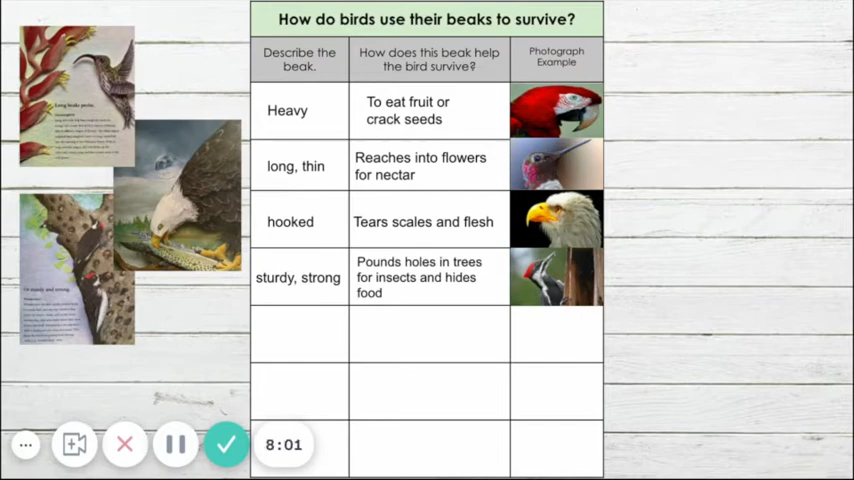 How do birds use their beaks to survive?
Describe the
beak.
How does this beak help
the bird survive?
Photograph
Example
Heavy
To eat fruit or
crack seeds
long, thin
Reaches into flowers
for nectar
hooked
Tears scales and flesh
sturdy, strong
Pounds holes in trees
for insects and hides
food
Long beaks probe.
Or sturdy and strong.
8:01